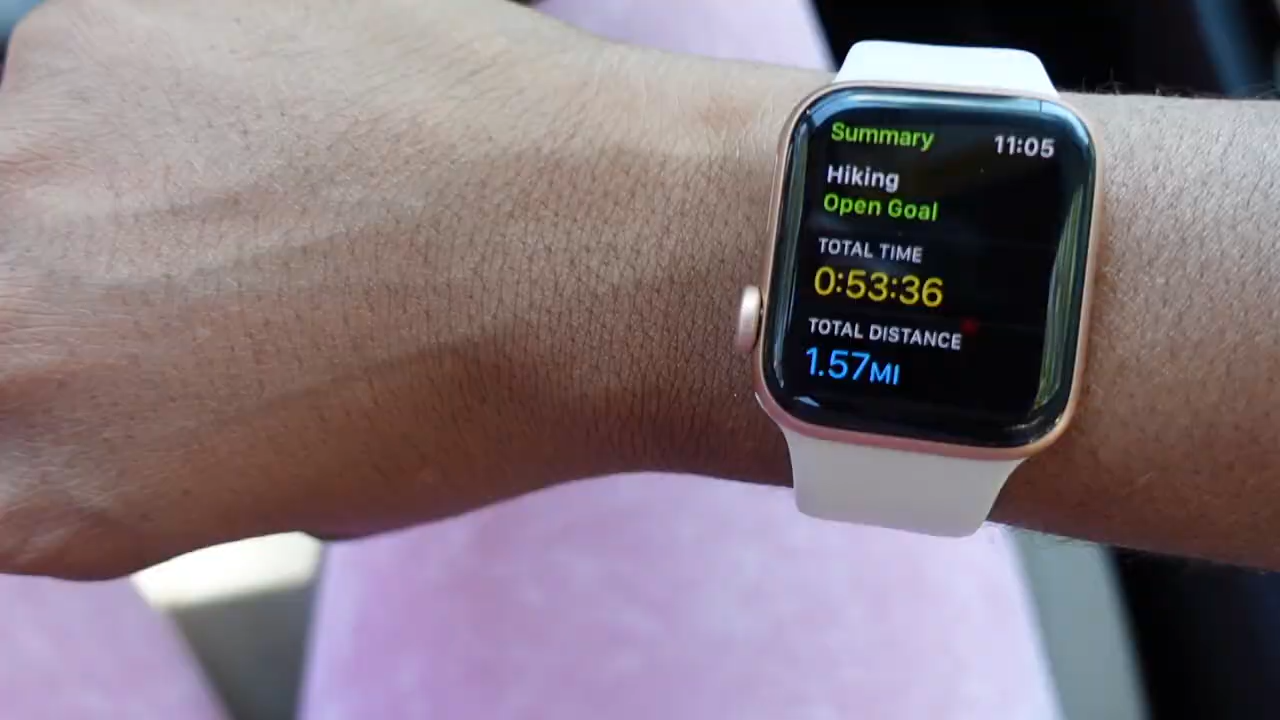 Summary
11:05
Hiking
Open Goal
TOTAL TIME
0:53:36
TOTAL DISTANCE
1.57MI